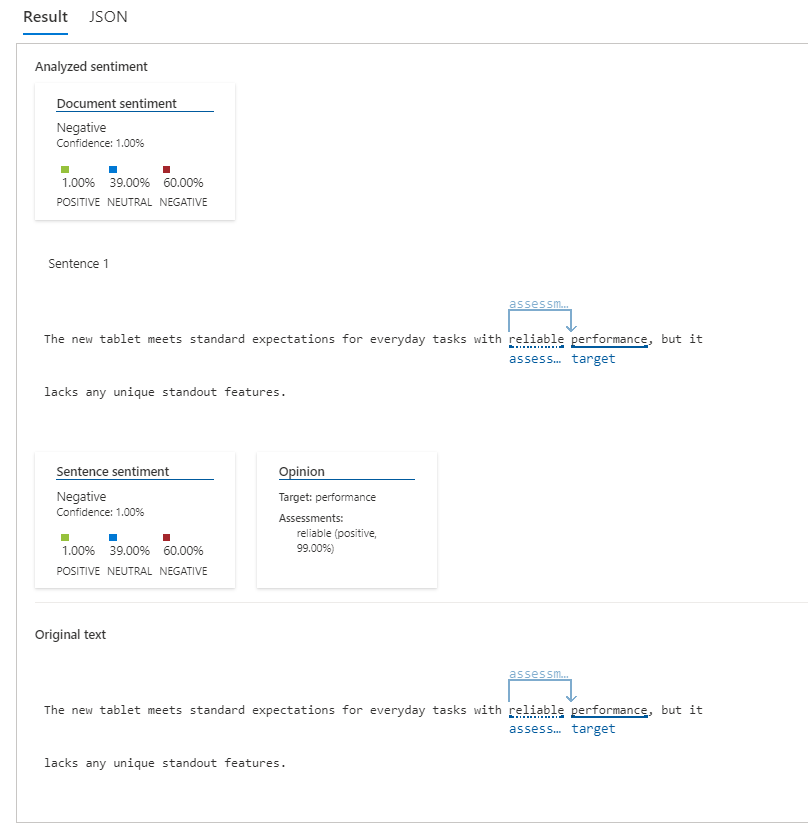 Result JSON
Analyzed sentiment
Document sentiment
Negative
Confidence: 1.00%
1.00% 39.00% 60.00%
POSITIVE NEUTRAL NEGATIVE
Sentence 1
assessm...
The new tablet meets standard expectations for everyday tasks with reliable performance, but it
assess... target
lacks any unique standout features.
Sentence sentiment
Negative
Confidence: 1.00%
1.00% 39.00% 60.00%
POSITIVE NEUTRAL NEGATIVE
Opinion
Target: performance
Assessments:
reliable (positive,
99.00%)
Original text
assessm...
The new tablet meets standard expectations for everyday tasks with reliable performance, but it
assess... target
lacks any unique standout features.